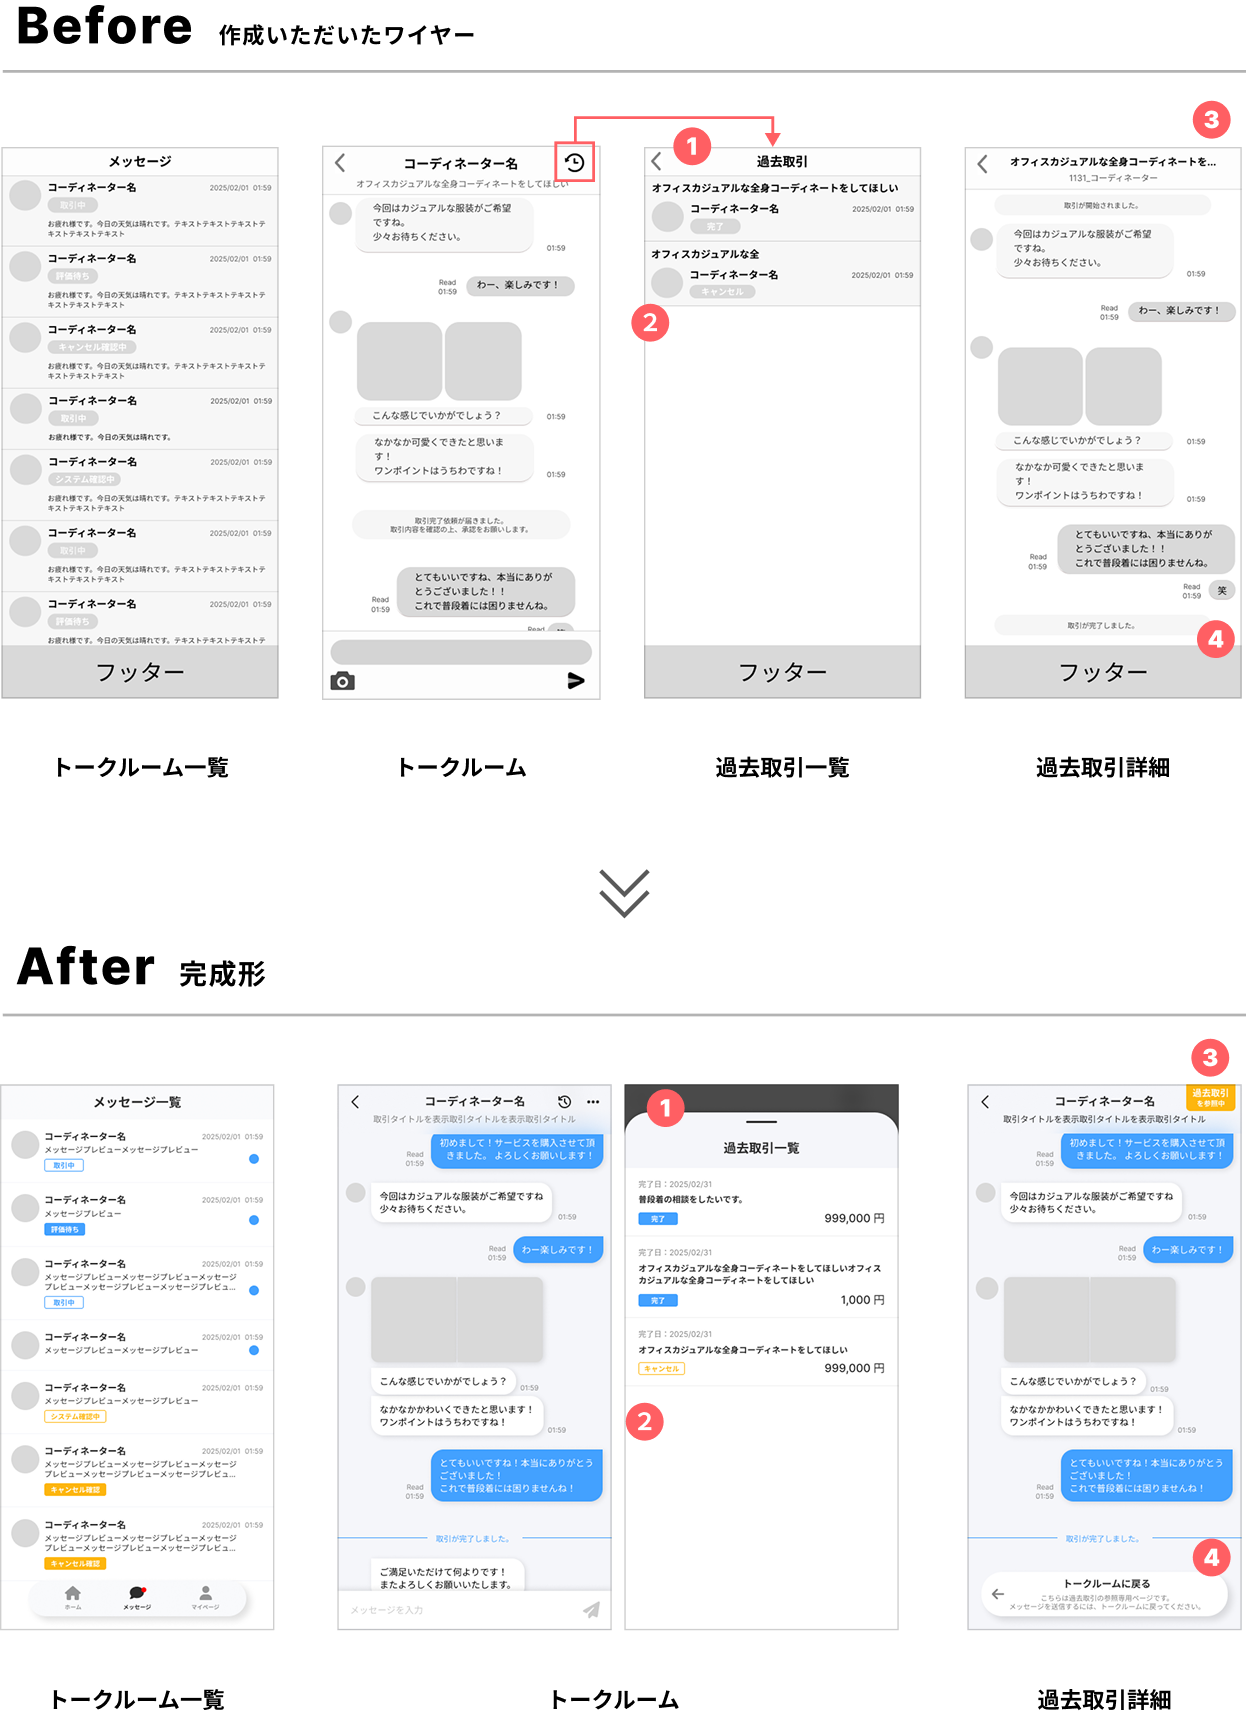 Before 作成いただいたワイヤー
メッセージ
コーディネーター名 2025/02/01 01:59
取引中
お疲れ様です。今日の天気は晴れです。テキストテキストテキストテ
キストテキストテキスト
コーディネーター名 2025/02/01 01:59
評価待ち
お疲れ様です。今日の天気は晴れです。テキストテキストテキストテ
キストテキストテキスト
コーディネーター名 2025/02/01 01:59
キャンセル確認中
お疲れ様です。今日の天気は晴れです。テキストテキストテキストテ
キストテキストテキスト
コーディネーター名 2025/02/01 01:59
取引中
お疲れ様です。今日の天気は晴れです。
コーディネーター名 2025/02/01 01:59
システム確認中
お疲れ様です。今日の天気は晴れです。テキストテキストテキストテ
キストテキストテキスト
コーディネーター名 2025/02/01 01:59
取引中
お疲れ様です。今日の天気は晴れです。テキストテキストテキストテ
キストテキストテキスト
コーディネーター名 2025/02/01 01:59
評価待ち
お疲れ様です。今日の天気は晴れです。テキストテキストテキストテ
フッター
トークルーム一覧
コーディネーター名
オフィスカジュアルな全身コーディネートをしてほしい
今回はカジュアルな服装がご希望
ですね。
少々お待ちください。
01:59
Read
01:59
わー、楽しみです！
こんな感じでいかがでしょう？
01:59
なかなか可愛くできたと思いま
す！
ワンポイントはうちわですね！
01:59
取引完了依頼が届きました。
取引内容を確認の上、承認をお願いします。
とてもいいですね、本当にありが
とうございました！！
これで普段着には困りませんね。
Read
01:59
Read
トークルーム
1
過去取引
オフィスカジュアルな全身コーディネートをしてほしい
コーディネーター名 2025/02/01 01:59
完了
オフィスカジュアルな全
コーディネーター名 2025/02/01 01:59
キャンセル
2
フッター
過去取引一覧
3
オフィスカジュアルな全身コーディネートを...
1131_コーディネーター
取引が開始されました。
今回はカジュアルな服装がご希望
ですね。
少々お待ちください。
01:59
Read
01:59
わー、楽しみです！
こんな感じでいかがでしょう？
01:59
なかなか可愛くできたと思いま
す！
ワンポイントはうちわですね！
01:59
とてもいいですね、本当にありが
とうございました！！
これで普段着には困りませんね。
Read
01:59
Read
01:59
笑
取引が完了しました。
4
フッター
過去取引詳細
After 完成形
メッセージ一覧
コーディネーター名 2025/02/01 01:59
メッセージプレビューメッセージプレビュー
取引中
コーディネーター名 2025/02/01 01:59
メッセージプレビュー
評価待ち
コーディネーター名 2025/02/01 01:59
メッセージプレビューメッセージプレビューメッセージ
プレビューメッセージプレビューメッセージプレビュ...
取引中
コーディネーター名 2025/02/01 01:59
メッセージプレビューメッセージプレビュー
コーディネーター名 2025/02/01 01:59
メッセージプレビューメッセージプレビュー
システム確認中
コーディネーター名 2025/02/01 01:59
メッセージプレビューメッセージプレビューメッセージ
プレビューメッセージプレビューメッセージプレビュ...
キャンセル確認
コーディネーター名 2025/02/01 01:59
メッセージプレビューメッセージプレビューメッセージ
プレビューメッセージプレビューメッセージプレビュ...
キャンセル確認
ホーム メッセージ マイページ
トークルーム一覧
コーディネーター名
取引タイトルを表示取引タイトルを表示取引タイトル
初めまして！サービスを購入させて頂
きました。 よろしくお願いします！
Read
01:59
今回はカジュアルな服装がご希望ですね
少々お待ちください。
01:59
Read
01:59
わー楽しみです！
こんな感じでいかがでしょう？
01:59
なかなかかわいくできたと思います！
ワンポイントはうちわですね！
01:59
とてもいいですね！本当にありがとう
ございました！
これで普段着には困りませんね！
Read
01:59
取引が完了しました。
ご満足いただけて何よりです！
またよろしくお願いいたします。
メッセージを入力
1
過去取引一覧
完了日：2025/02/31
普段着の相談をしたいです。
完了 999,000 円
完了日：2025/02/31
オフィスカジュアルな全身コーディネートをしてほしいオフィス
カジュアルな全身コーディネートをしてほしい
完了 1,000 円
完了日：2025/02/31
オフィスカジュアルな全身コーディネートをしてほしい
キャンセル 999,000 円
2
トークルーム
3
過去取引
を参照中
コーディネーター名
取引タイトルを表示取引タイトルを表示取引タイトル
初めまして！サービスを購入させて頂
きました。 よろしくお願いします！
Read
01:59
今回はカジュアルな服装がご希望ですね
少々お待ちください。
01:59
Read
01:59
わー楽しみです！
こんな感じでいかがでしょう？
01:59
なかなかかわいくできたと思います！
ワンポイントはうちわですね！
01:59
とてもいいですね！本当にありがとう
ございました！
これで普段着には困りませんね！
Read
01:59
取引が完了しました。
4
トークルームに戻る
こちらは過去取引の参照専用ページです。
メッセージを送信するには、トークルームに戻ってください。
過去取引詳細